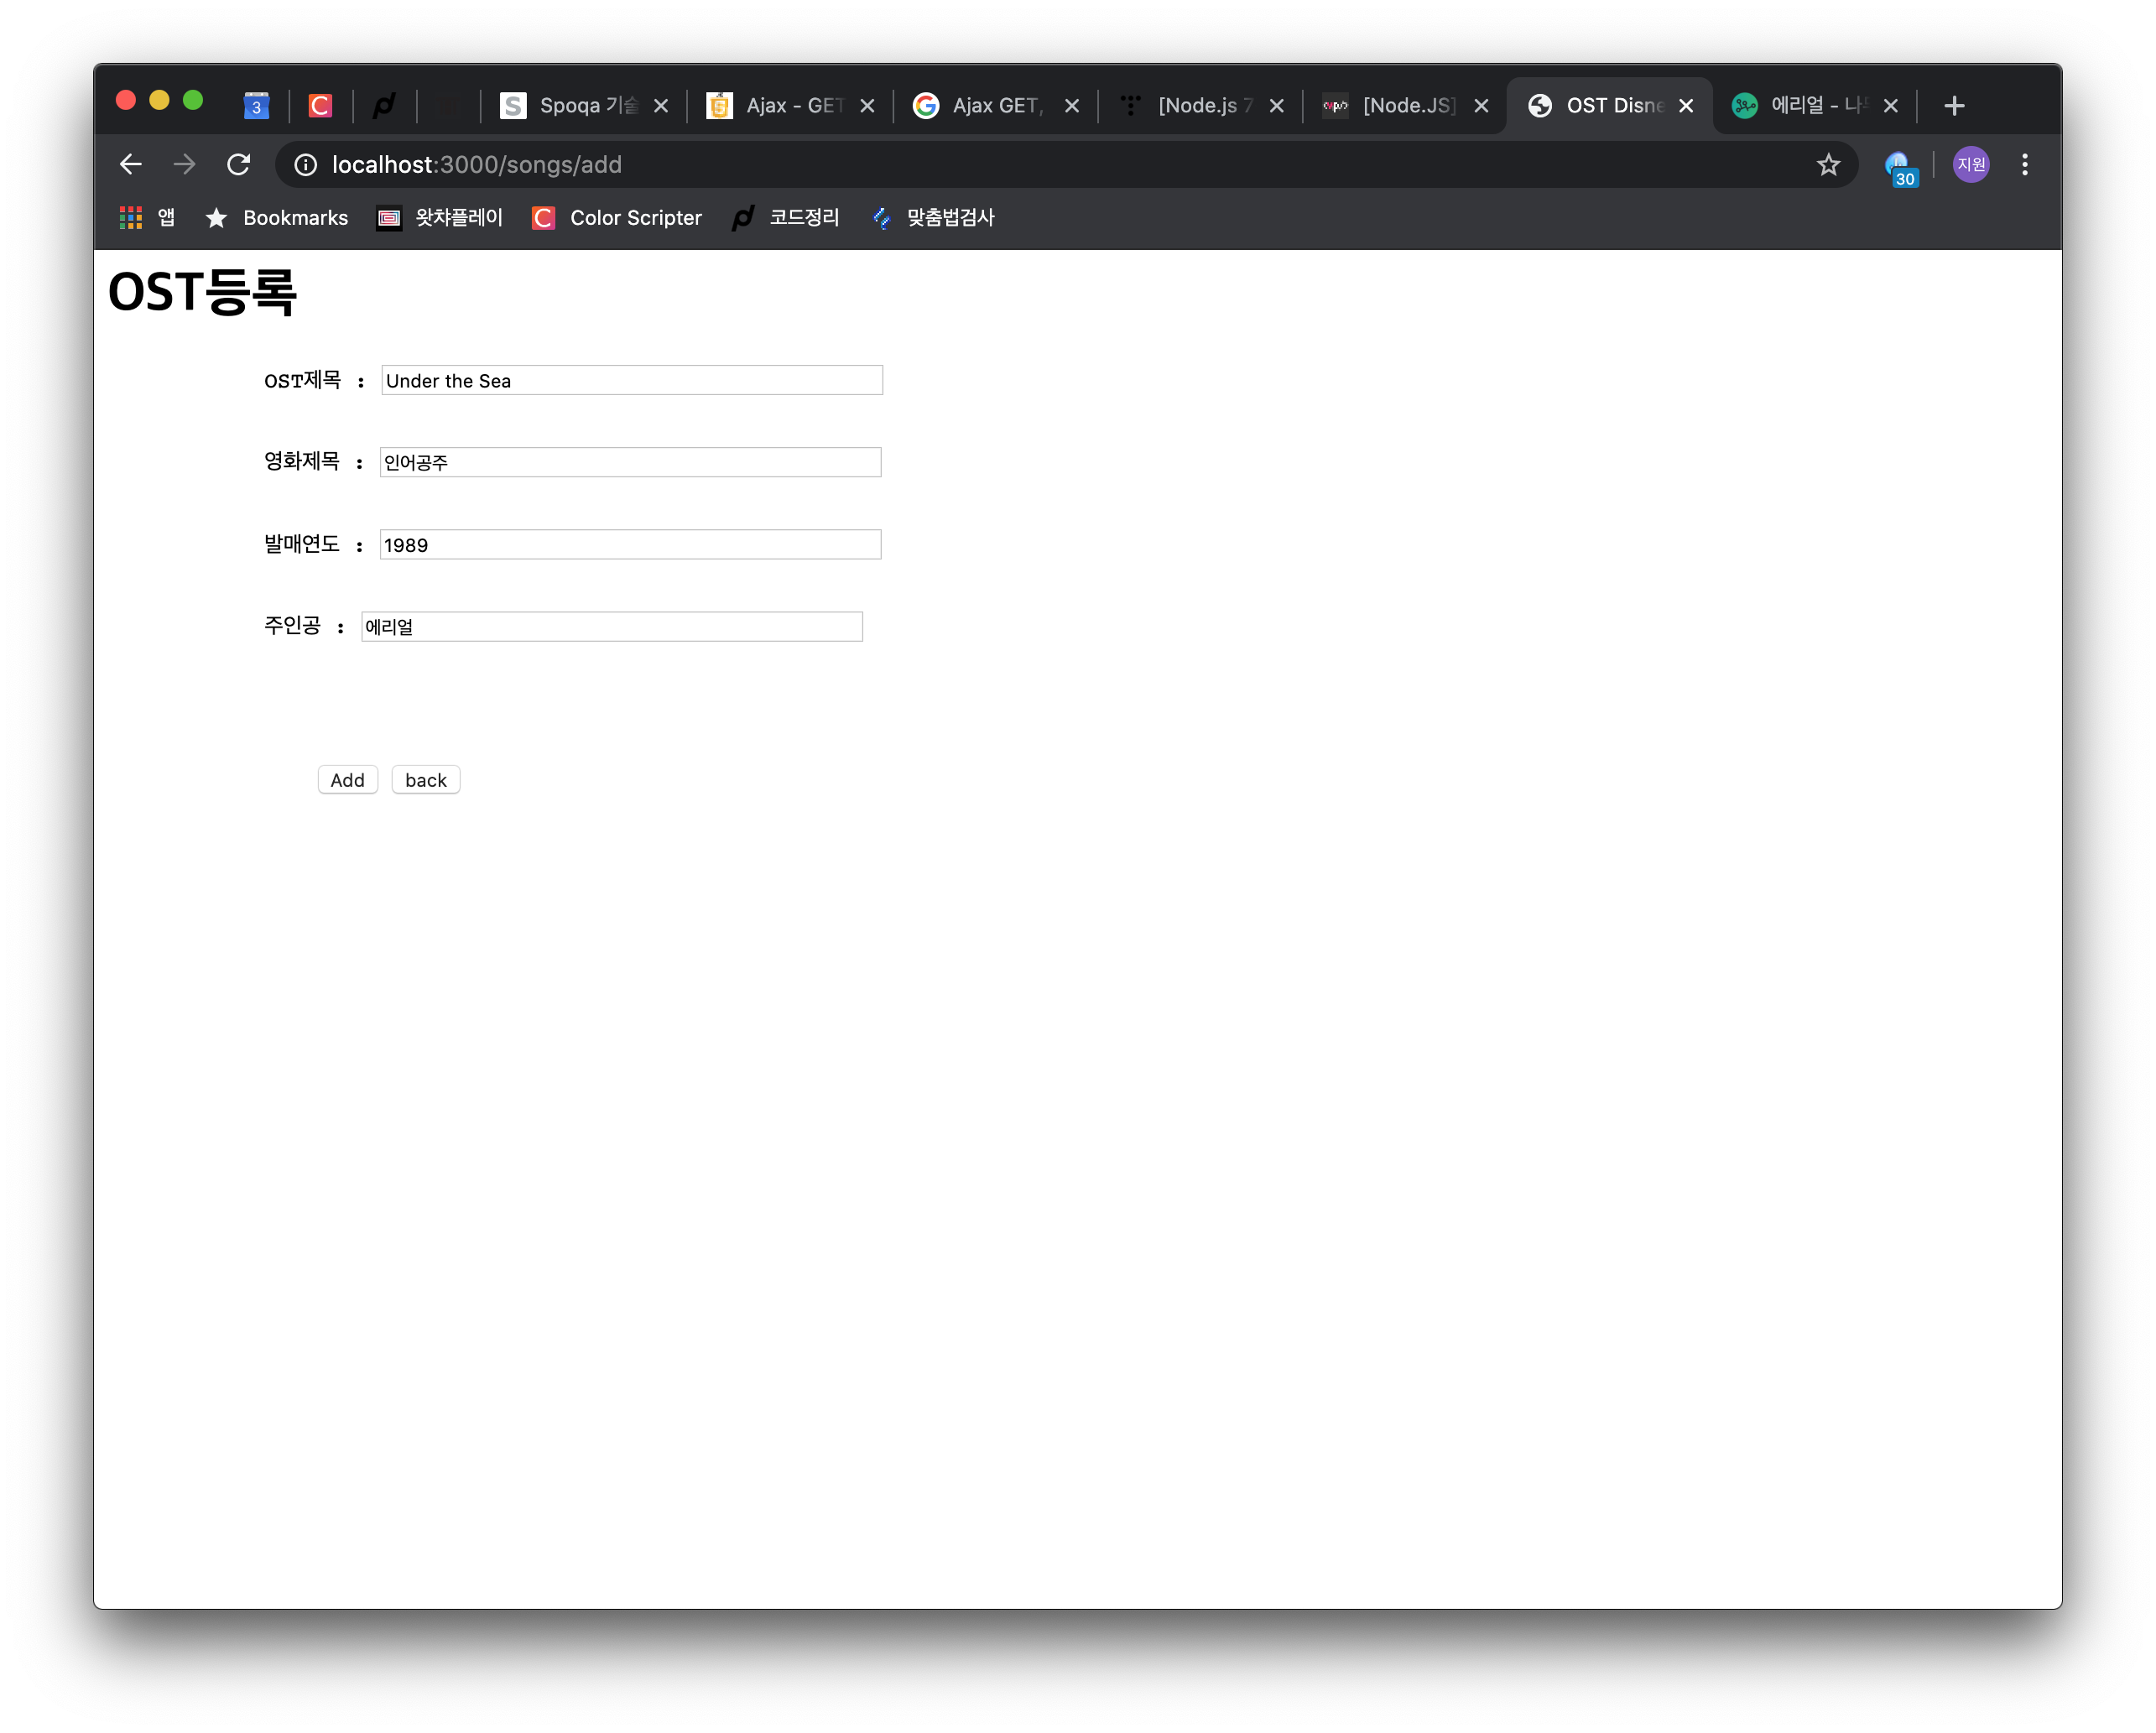 3 C Spoqa 기술 Ajax - GET Ajax GET, [Node.js 7 [Node.JS] OST Disne 에리얼 - 나
localhost:3000/songs/add 30 지원
앱 Bookmarks 왓챠플레이 C Color Scripter 코드정리 맞춤법검사
OST등록
OST제목 : Under the Sea
영화제목 : 인어공주
발매연도 : 1989
주인공 : 에리얼
Add back